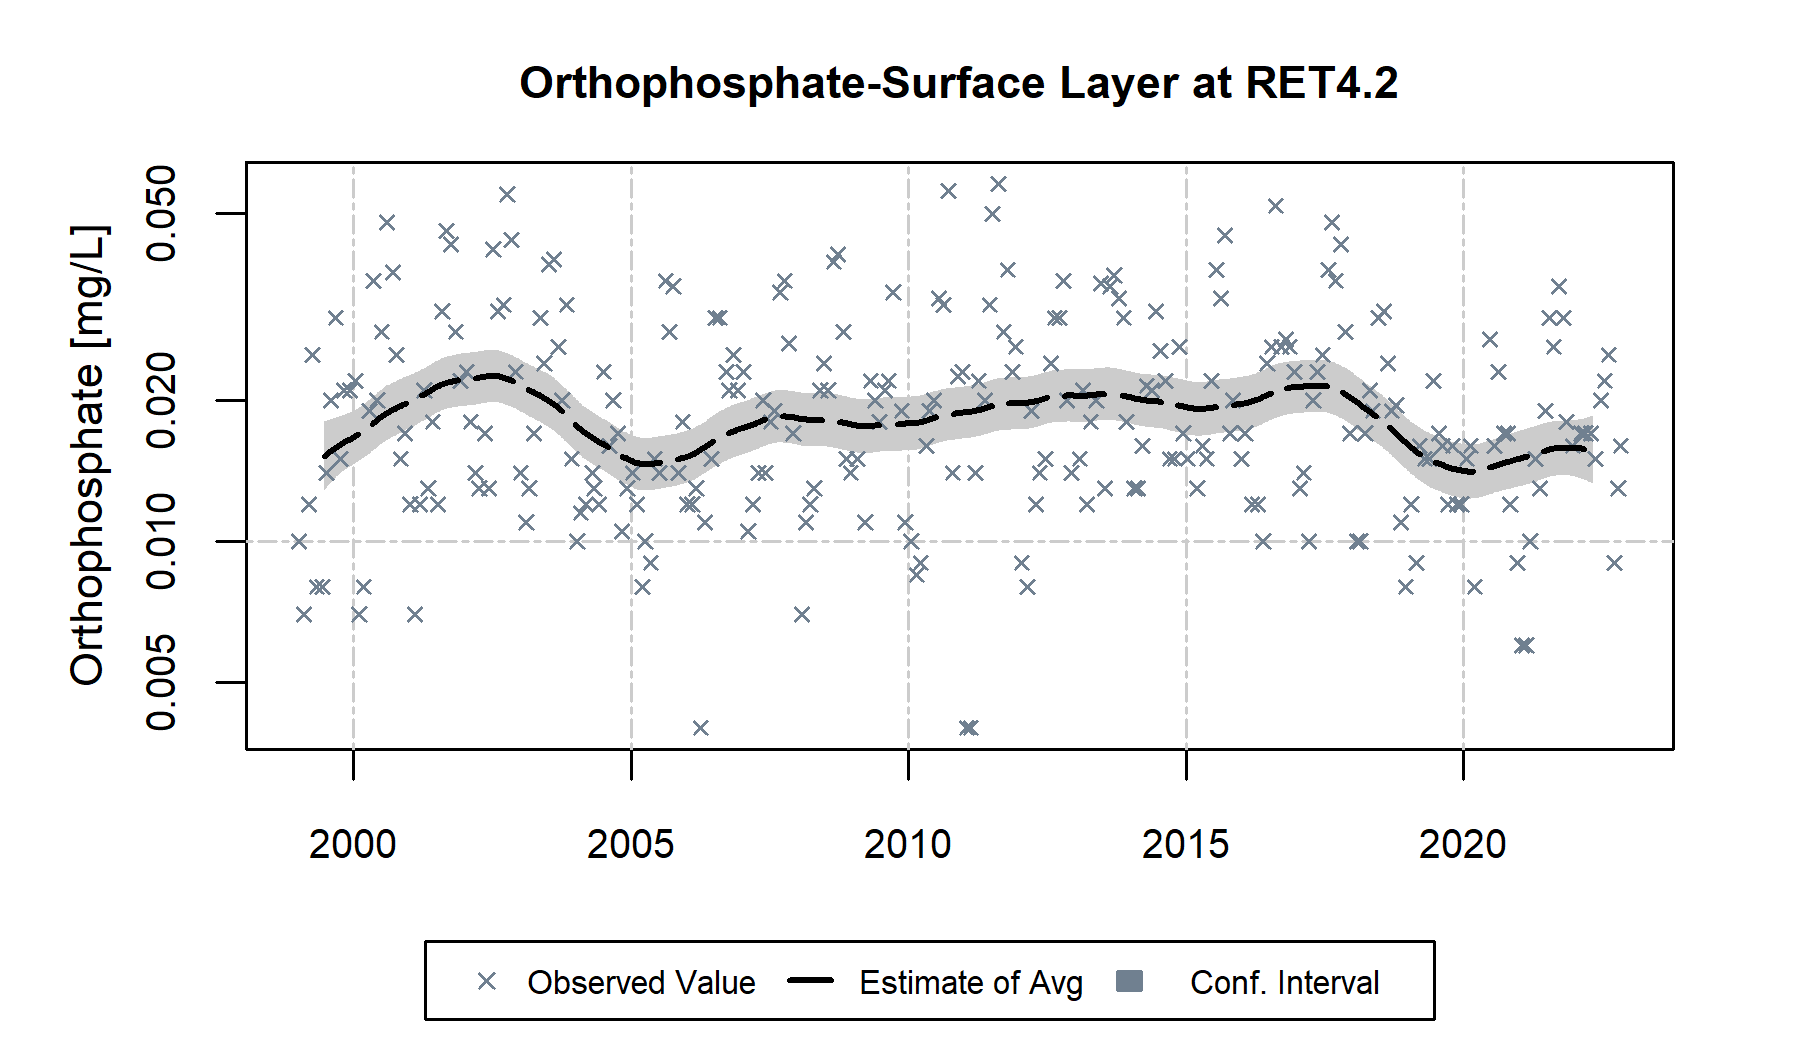 Orthophosphate-Surface Layer at RET4.2
Orthophosphate [mg/L]
0.050
0.020
0.010
0.005
2000 2005 2010 2015 2020
Observed Value Estimate of Avg Conf. Interval